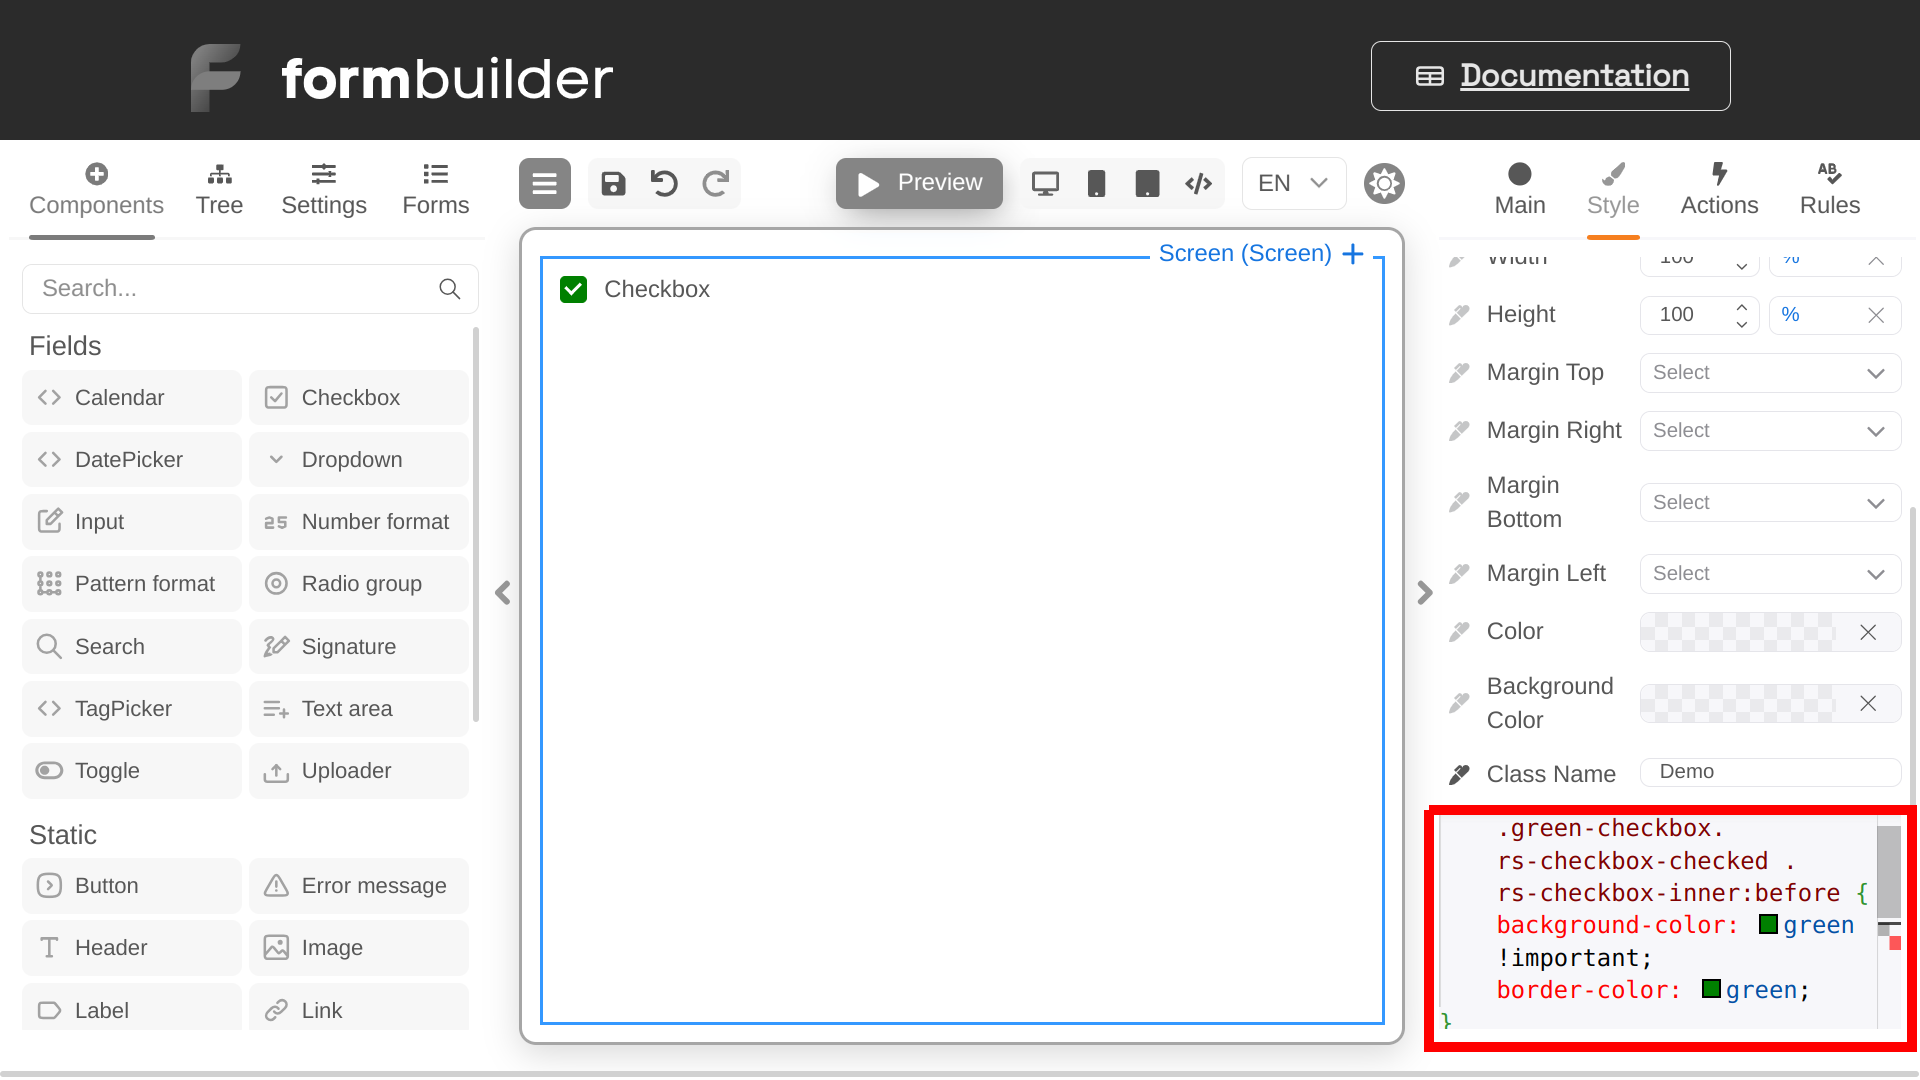 formbuilder
Documentation
Components Tree Settings Forms
Preview
EN
Main Style Actions Rules
Search...
Screen (Screen)
Checkbox
Fields
Calendar Checkbox
DatePicker Dropdown
Input Number format
Pattern format Radio group
Search Signature
TagPicker Text area
Toggle Uploader
Static
Button Error message
Header Image
Label Link
Width 100 %
Height 100 %
Margin Top Select
Margin Right Select
Margin
Bottom Select
Margin Left Select
Color
Background
Color
Class Name Demo
.green-checkbox.
rs-checkbox-checked .
rs-checkbox-inner:before {
background-color: green
!important;
border-color: green;
}